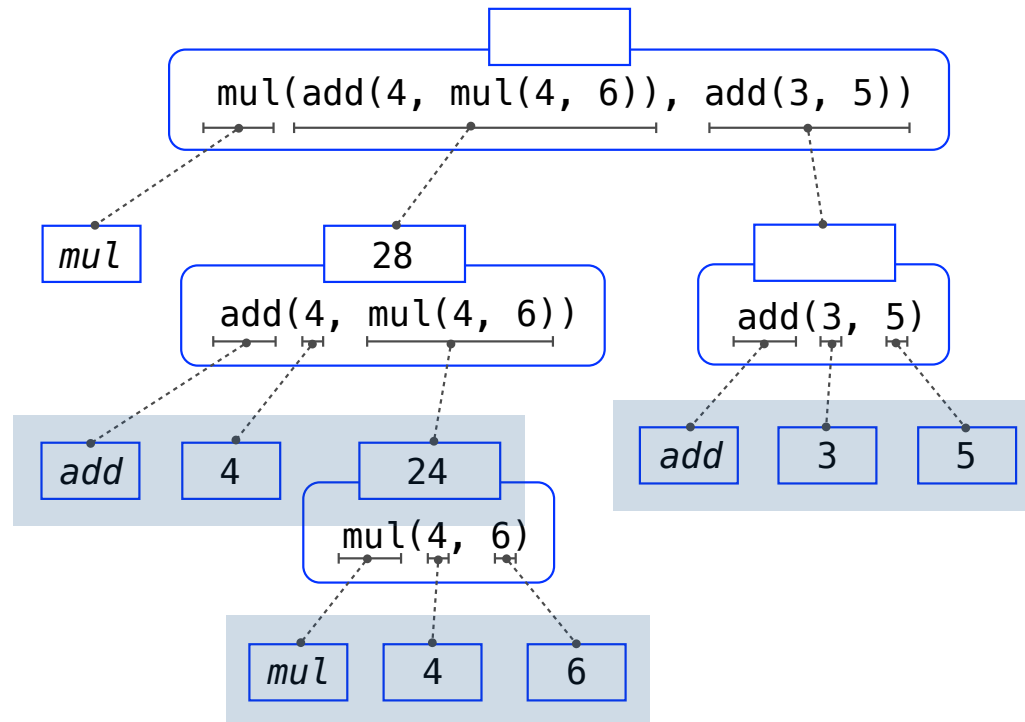 mul(add(4, mul(4, 6)), add(3, 5))
mul
28
add(4, mul(4, 6))
add(3, 5)
add
4
24
add
3
5
mul(4, 6)
mul
4
6